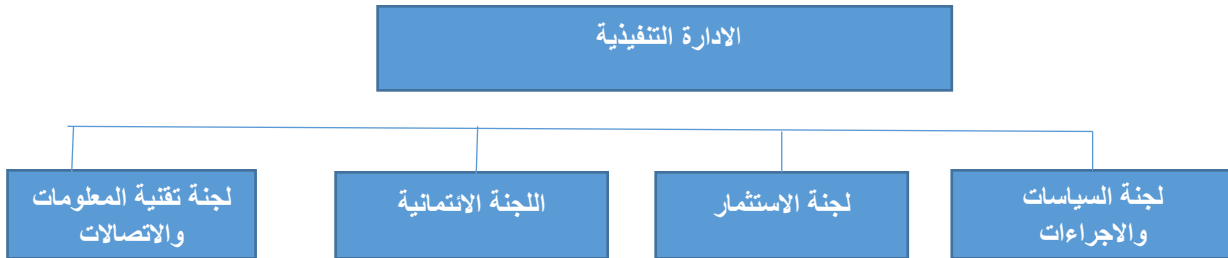 الادارة التنفيذية
لجنة السياسات
والاجراءات
لجنة الاستثمار
اللجنة الائتمانية
لجنة تقنية المعلومات
والاتصالات